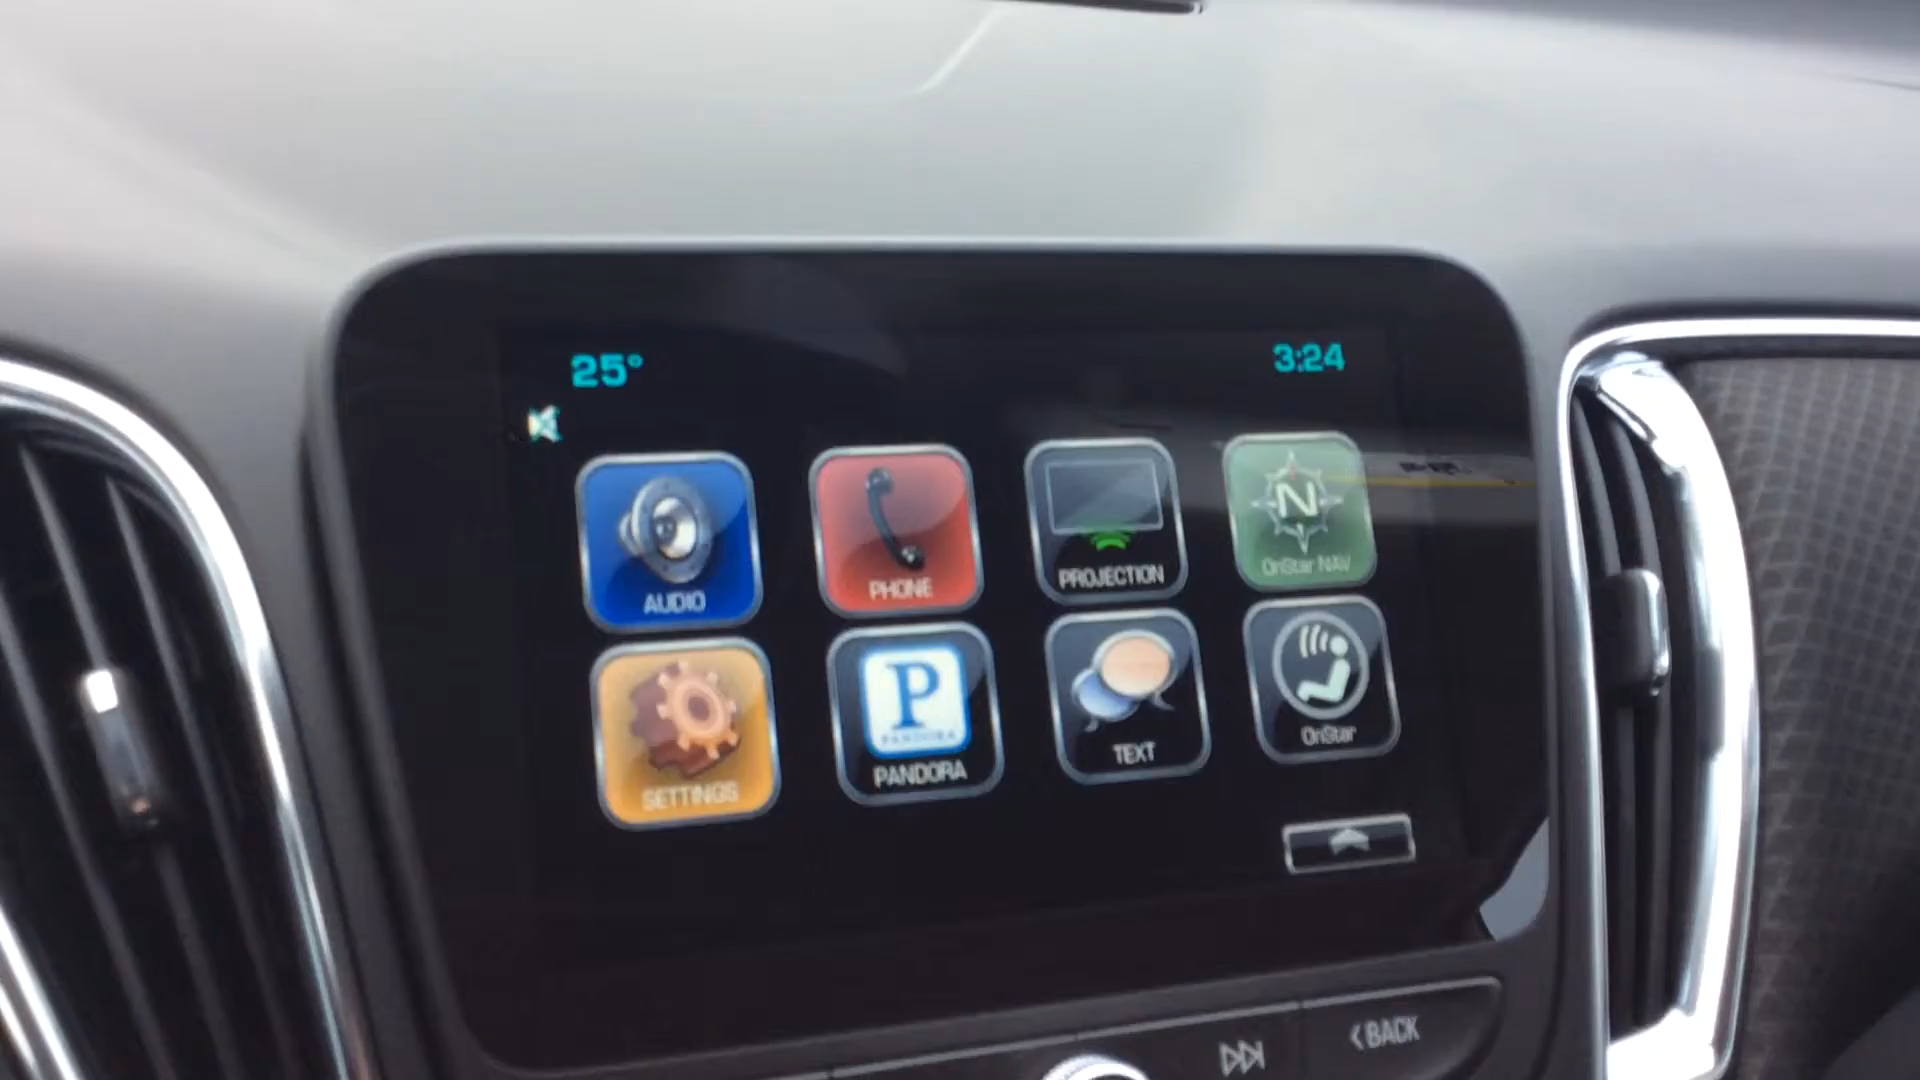 25°
3:24
AUDIO
PHONE
PROJECTION
N
OnStar NAV
SETTINGS
P
PANDORA
PANDORA
TEXT
OnStar
BACK